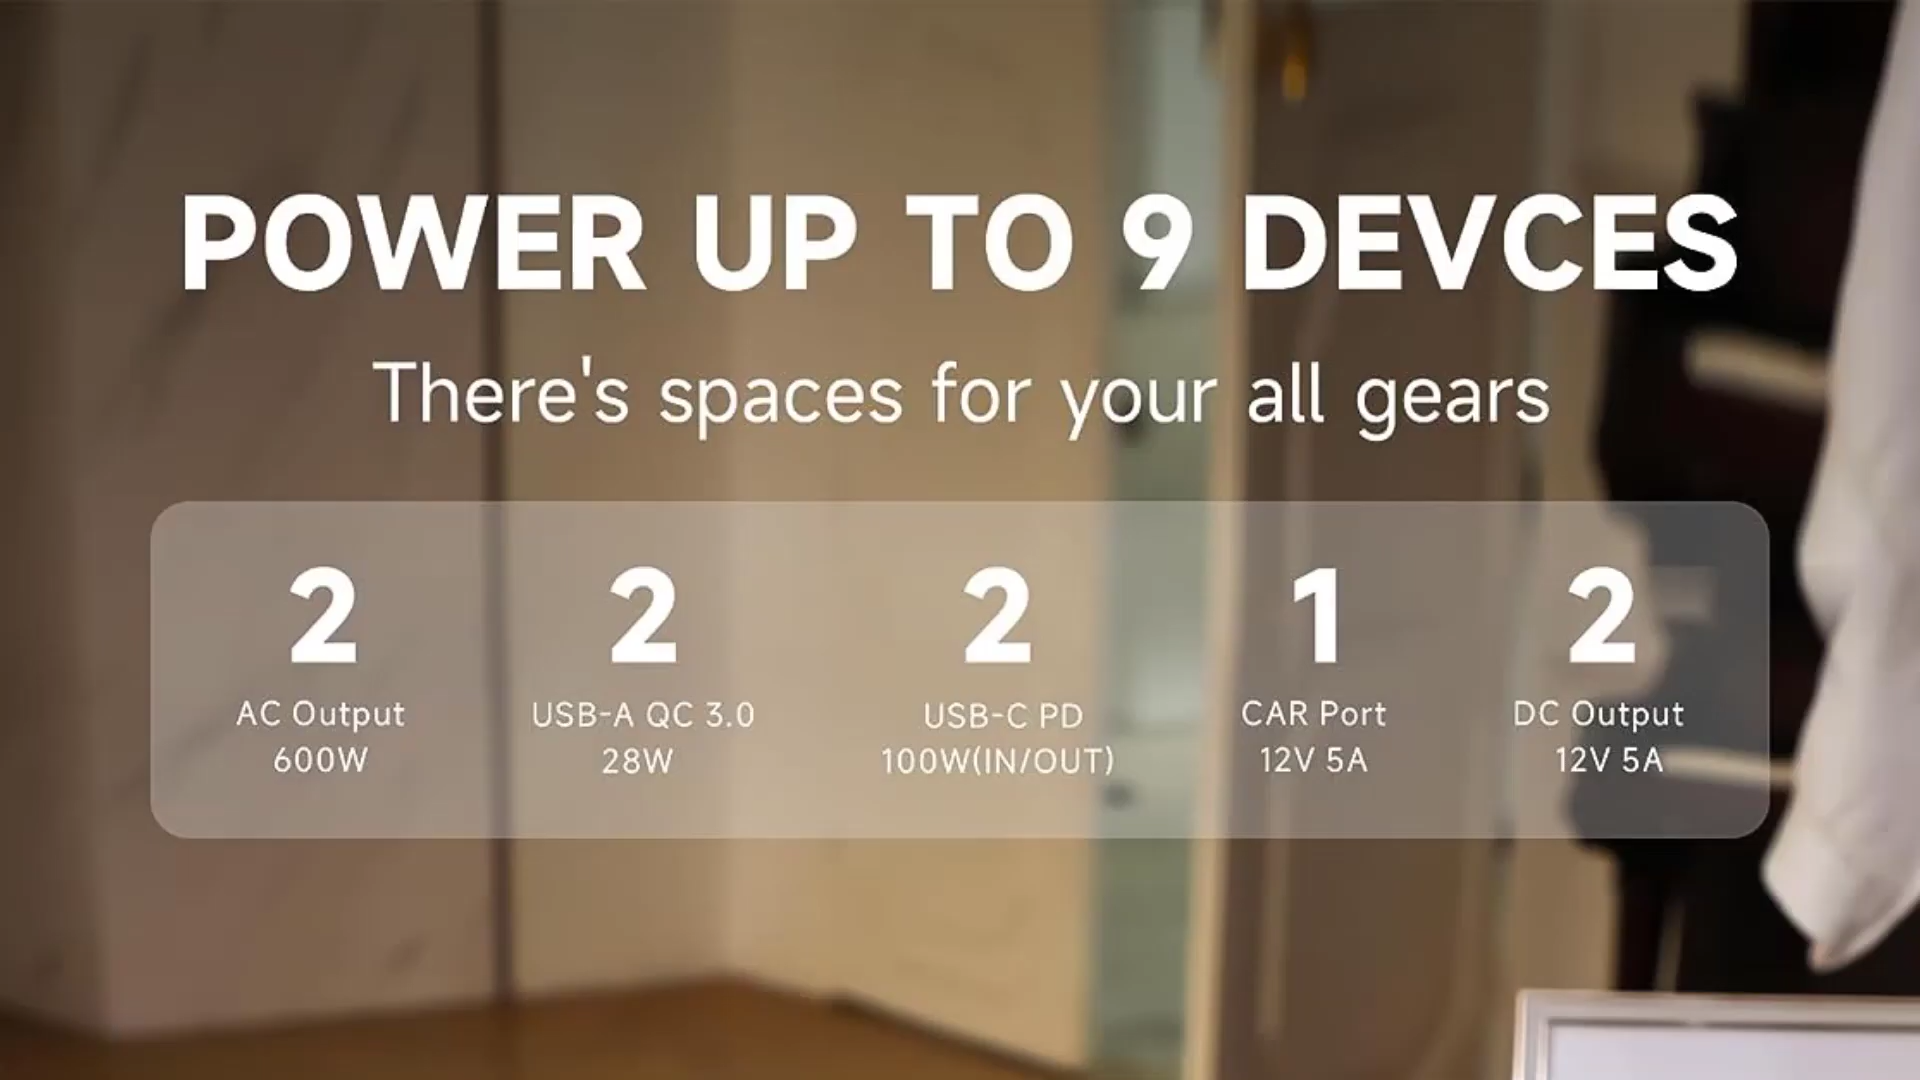 POWER UP TO 9 DEVCES
There's spaces for your all gears
2 2 2 1 2
AC Output USB-A QC 3.0 USB-C PD CAR Port DC Output
600W 28W 100W(IN/OUT) 12V 5A 12V 5A